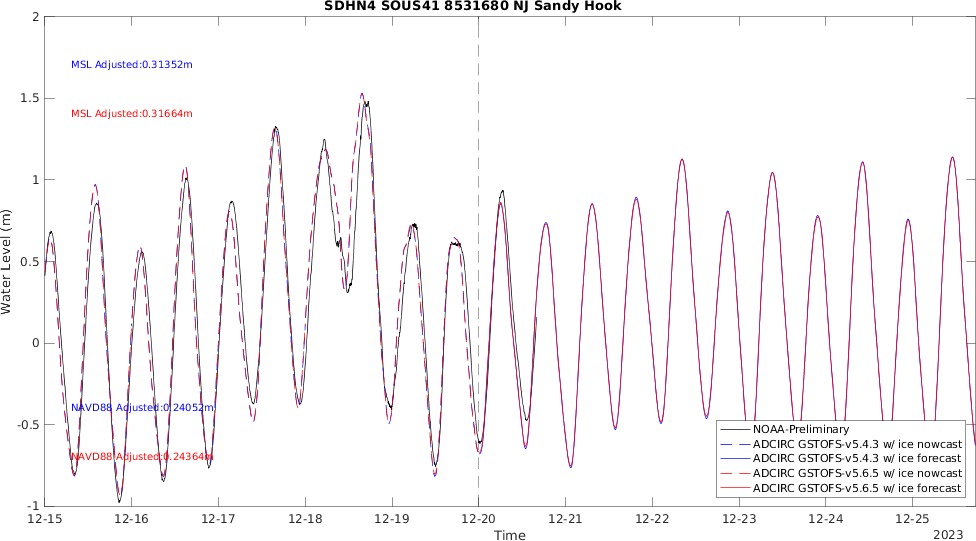 SDHN4 SOUS41 8531680 NJ Sandy Hook
2
1.5
1
0.5
0
-0.5
-1
Water Level (m)
MSL Adjusted:0.31352m
MSL Adjusted:0.31664m
NAVD88 Adjusted:0.24052m
NAVD88 Adjusted:0.24364m
NOAA-Preliminary
ADCIRC GSTOFS-v5.4.3 w/ ice nowcast
ADCIRC GSTOFS-v5.4.3 w/ ice forecast
ADCIRC GSTOFS-v5.6.5 w/ ice nowcast
ADCIRC GSTOFS-v5.6.5 w/ ice forecast
12-15 12-16 12-17 12-18 12-19 12-20 12-21 12-22 12-23 12-24 12-25
Time
2023